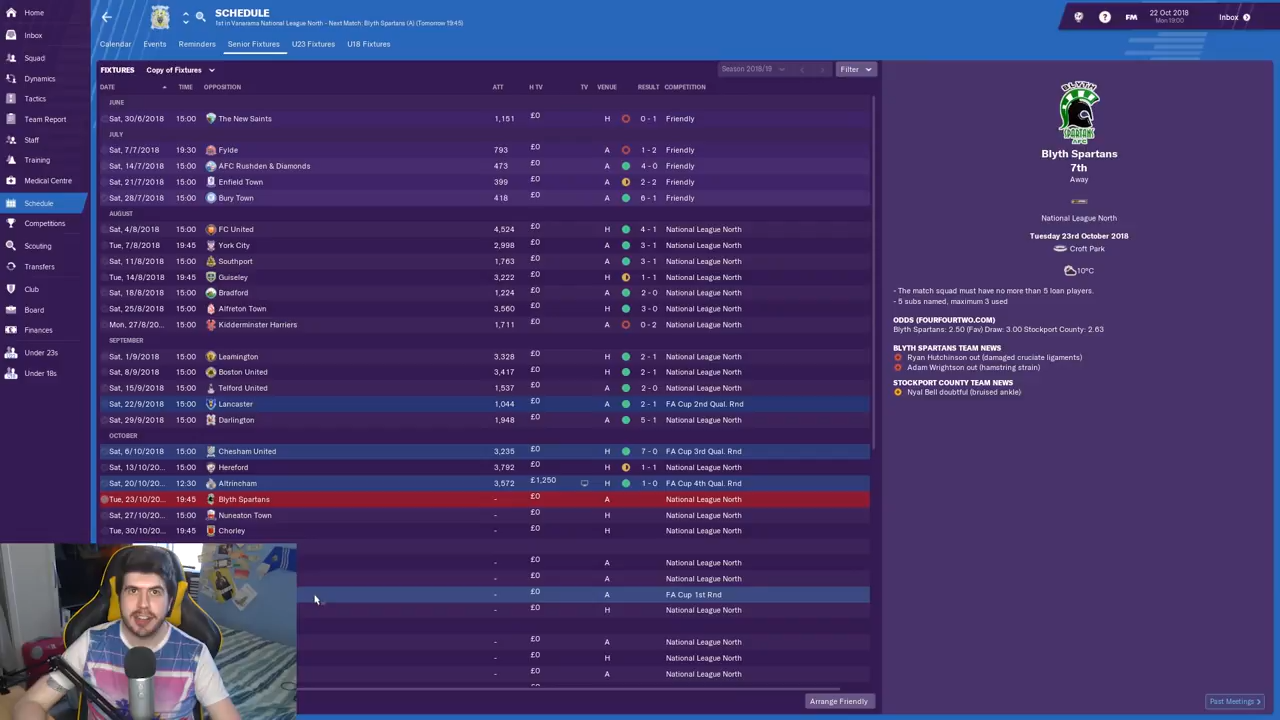 SCHEDULE
1st in Vanarama National League North - Next Match: Blyth Spartans (A) (Tomorrow 19:45)
FM
22 Oct 2018
Mon 19:00
Inbox
Home
Inbox
Squad
Dynamics
Tactics
Team Report
Staff
Training
Medical Centre
Schedule
Competitions
Scouting
Transfers
Club
Board
Finances
Under 23s
Under 18s
Calendar Events Reminders Senior Fixtures U23 Fixtures U18 Fixtures
FIXTURES Copy of Fixtures Season 2018/19 Filter
DATE TIME OPPOSITION ATT H TV TV VENUE RESULT COMPETITION
JUNE
Sat, 30/6/2018 15:00 The New Saints 1,151 £0 H 0 - 1 Friendly
JULY
Sat, 7/7/2018 19:30 Fylde 793 £0 A 1 - 2 Friendly
Sat, 14/7/2018 15:00 AFC Rushden & Diamonds 473 £0 A 4 - 0 Friendly
Sat, 21/7/2018 15:00 Enfield Town 399 £0 A 2 - 2 Friendly
Sat, 28/7/2018 15:00 Bury Town 418 £0 A 6 - 1 Friendly
AUGUST
Sat, 4/8/2018 15:00 FC United 4,524 £0 H 4 - 1 National League North
Tue, 7/8/2018 19:45 York City 2,998 £0 A 3 - 1 National League North
Sat, 11/8/2018 15:00 Southport 1,763 £0 A 3 - 1 National League North
Tue, 14/8/2018 19:45 Guiseley 3,222 £0 H 1 - 1 National League North
Sat, 18/8/2018 15:00 Bradford 1,224 £0 A 2 - 0 National League North
Sat, 25/8/2018 15:00 Alfreton Town 3,560 £0 H 3 - 0 National League North
Mon, 27/8/20... 15:00 Kidderminster Harriers 1,711 £0 A 0 - 2 National League North
SEPTEMBER
Sat, 1/9/2018 15:00 Leamington 3,328 £0 H 2 - 1 National League North
Sat, 8/9/2018 15:00 Boston United 3,417 £0 H 2 - 1 National League North
Sat, 15/9/2018 15:00 Telford United 1,537 £0 A 2 - 0 National League North
Sat, 22/9/2018 15:00 Lancaster 1,044 £0 A 2 - 1 FA Cup 2nd Qual. Rnd
Sat, 29/9/2018 15:00 Darlington 1,948 £0 A 5 - 1 National League North
OCTOBER
Sat, 6/10/2018 15:00 Chesham United 3,235 £0 H 7 - 0 FA Cup 3rd Qual. Rnd
Sat, 13/10/20... 15:00 Hereford 3,792 £0 H 1 - 1 National League North
Sat, 20/10/20... 12:30 Altrincham 3,572 £1,250 H 1 - 0 FA Cup 4th Qual. Rnd
Tue, 23/10/20... 19:45 Blyth Spartans - £0 A National League North
Sat, 27/10/20... 15:00 Nuneaton Town - £0 H National League North
Tue, 30/10/20... 19:45 Chorley - £0 H National League North
- £0 A National League North
- £0 A National League North
- £0 A FA Cup 1st Rnd
- £0 H National League North
- £0 A National League North
- £0 H National League North
- £0 A National League North
£0
Arrange Friendly
BLYTH
SPARTANS
AFC
Blyth Spartans
7th
Away
National League North
Tuesday 23rd October 2018
Croft Park
10°C
- The match squad must have no more than 5 loan players.
- 5 subs named, maximum 3 used
ODDS (FOURFOURTWO.COM)
Blyth Spartans: 2.50 (Fav) Draw: 3.00 Stockport County: 2.63
BLYTH SPARTANS TEAM NEWS
Ryan Hutchinson out (damaged cruciate ligaments)
Adam Wrightson out (hamstring strain)
STOCKPORT COUNTY TEAM NEWS
Nyal Bell doubtful (bruised ankle)
Past Meetings